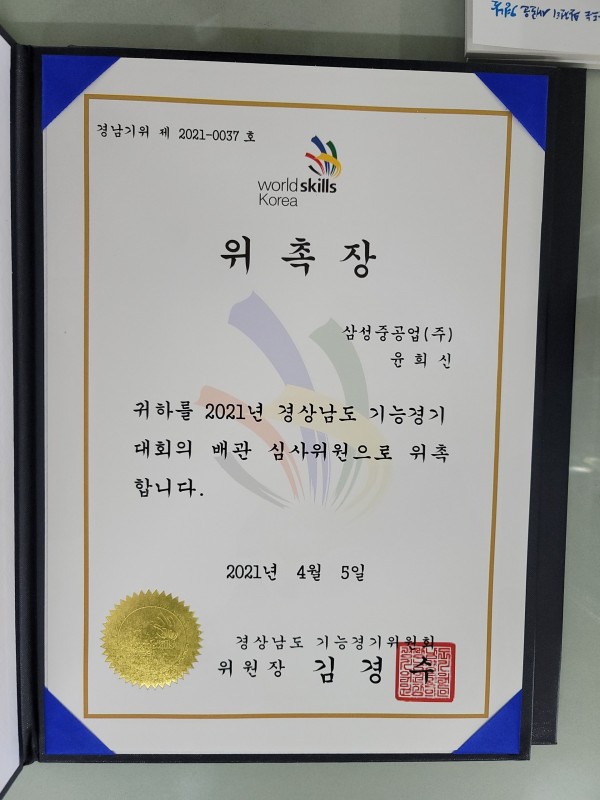 경남기위 제 2021-0037 호
worldskills
Korea
위 촉 장
삼성중공업(주)
윤희신
귀하를 2021년 경상남도 기능경기
대회의 배관 심사위원으로 위촉
합니다.
2021년 4월 5일
경상남도 기능경기위원회
위원장 김 경 수